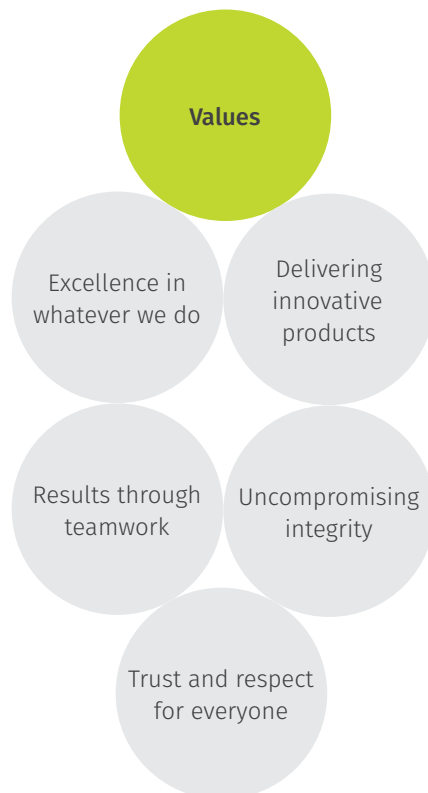 Values
Excellence in
whatever we do
Delivering
innovative
products
Results through
teamwork
Uncompromising
integrity
Trust and respect
for everyone